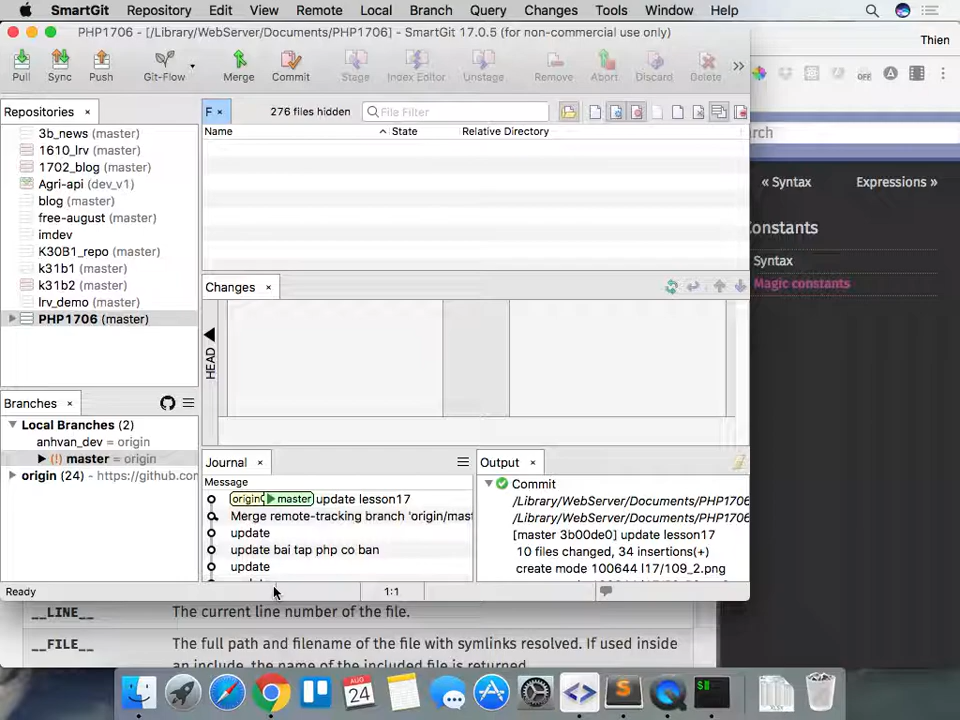 SmartGit Repository Edit View Remote Local Branch Query Changes Tools Window Help
PHP1706 - [/Library/WebServer/Documents/PHP1706] - SmartGit 17.0.5 (for non-commercial use only)
Thien
Pull Sync Push Git-Flow Merge Commit Stage Index Editor Unstage Remove Abort Discard Delete »
OFF
Repositories ×
F × 276 files hidden File Filter
Name State Relative Directory
3b_news (master)
1610_lrv (master)
1702_blog (master)
Agri-api (dev_v1)
blog (master)
free-august (master)
imdev
K30B1_repo (master)
k31b1 (master)
k31b2 (master)
lrv_demo (master)
PHP1706 (master)
« Syntax Expressions »
Syntax
Magic constants
Changes ×
HEAD
Branches ×
Local Branches (2)
anhvan_dev = origin
(!) master = origin
origin (24) - https://github.com
Journal ×
Message
master update lesson17
Merge remote-tracking branch 'origin/mast
update
update bai tap php co ban
update
Output ×
Commit
/Library/WebServer/Documents/PHP1706
/Library/WebServer/Documents/PHP1706
[master 3b00de0] update lesson17
10 files changed, 34 insertions(+)
create mode 100644 l17/109_2.png
Ready 1:1
__LINE__ The current line number of the file.
__FILE__ The full path and filename of the file with symlinks resolved. If used inside
an include, the name of the included file is returned.
AUG
24